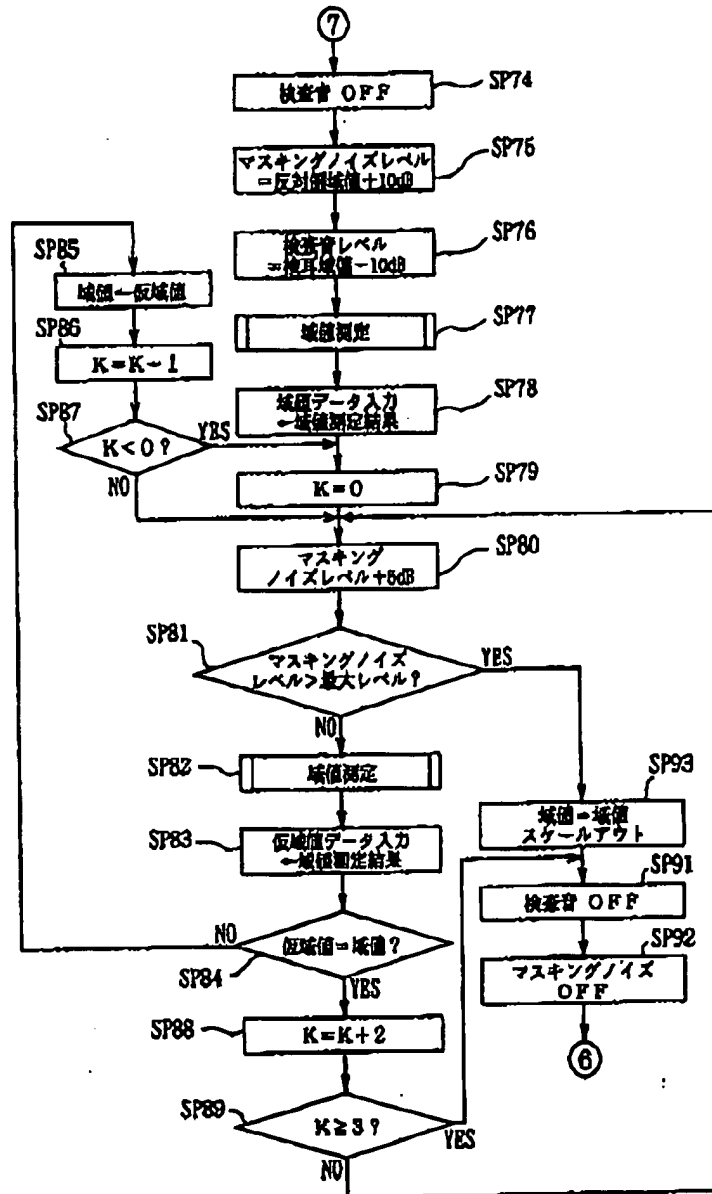 ⑦
検査音 OFF
SP74
マスキングノイズレベル
=反対側域値+10dB
SP75
検査音レベル
=検耳域値-10dB
SP76
域値測定
SP77
域値データ入力
←域値測定結果
SP78
K=0
SP79
SP85
域値←仮域値
SP86
K=K-1
SP87
K<0?
YES
NO
マスキング
ノイズレベル+5dB
SP80
SP81
マスキングノイズ
レベル>最大レベル?
YES
NO
SP82
域値測定
SP83
仮域値データ入力
←域値測定結果
NO
仮域値=域値?
SP84
YES
SP88
K=K+2
SP89
K≧3?
YES
NO
SP93
域値=域値
スケールアウト
SP91
検査音 OFF
SP92
マスキングノイズ
OFF
⑥